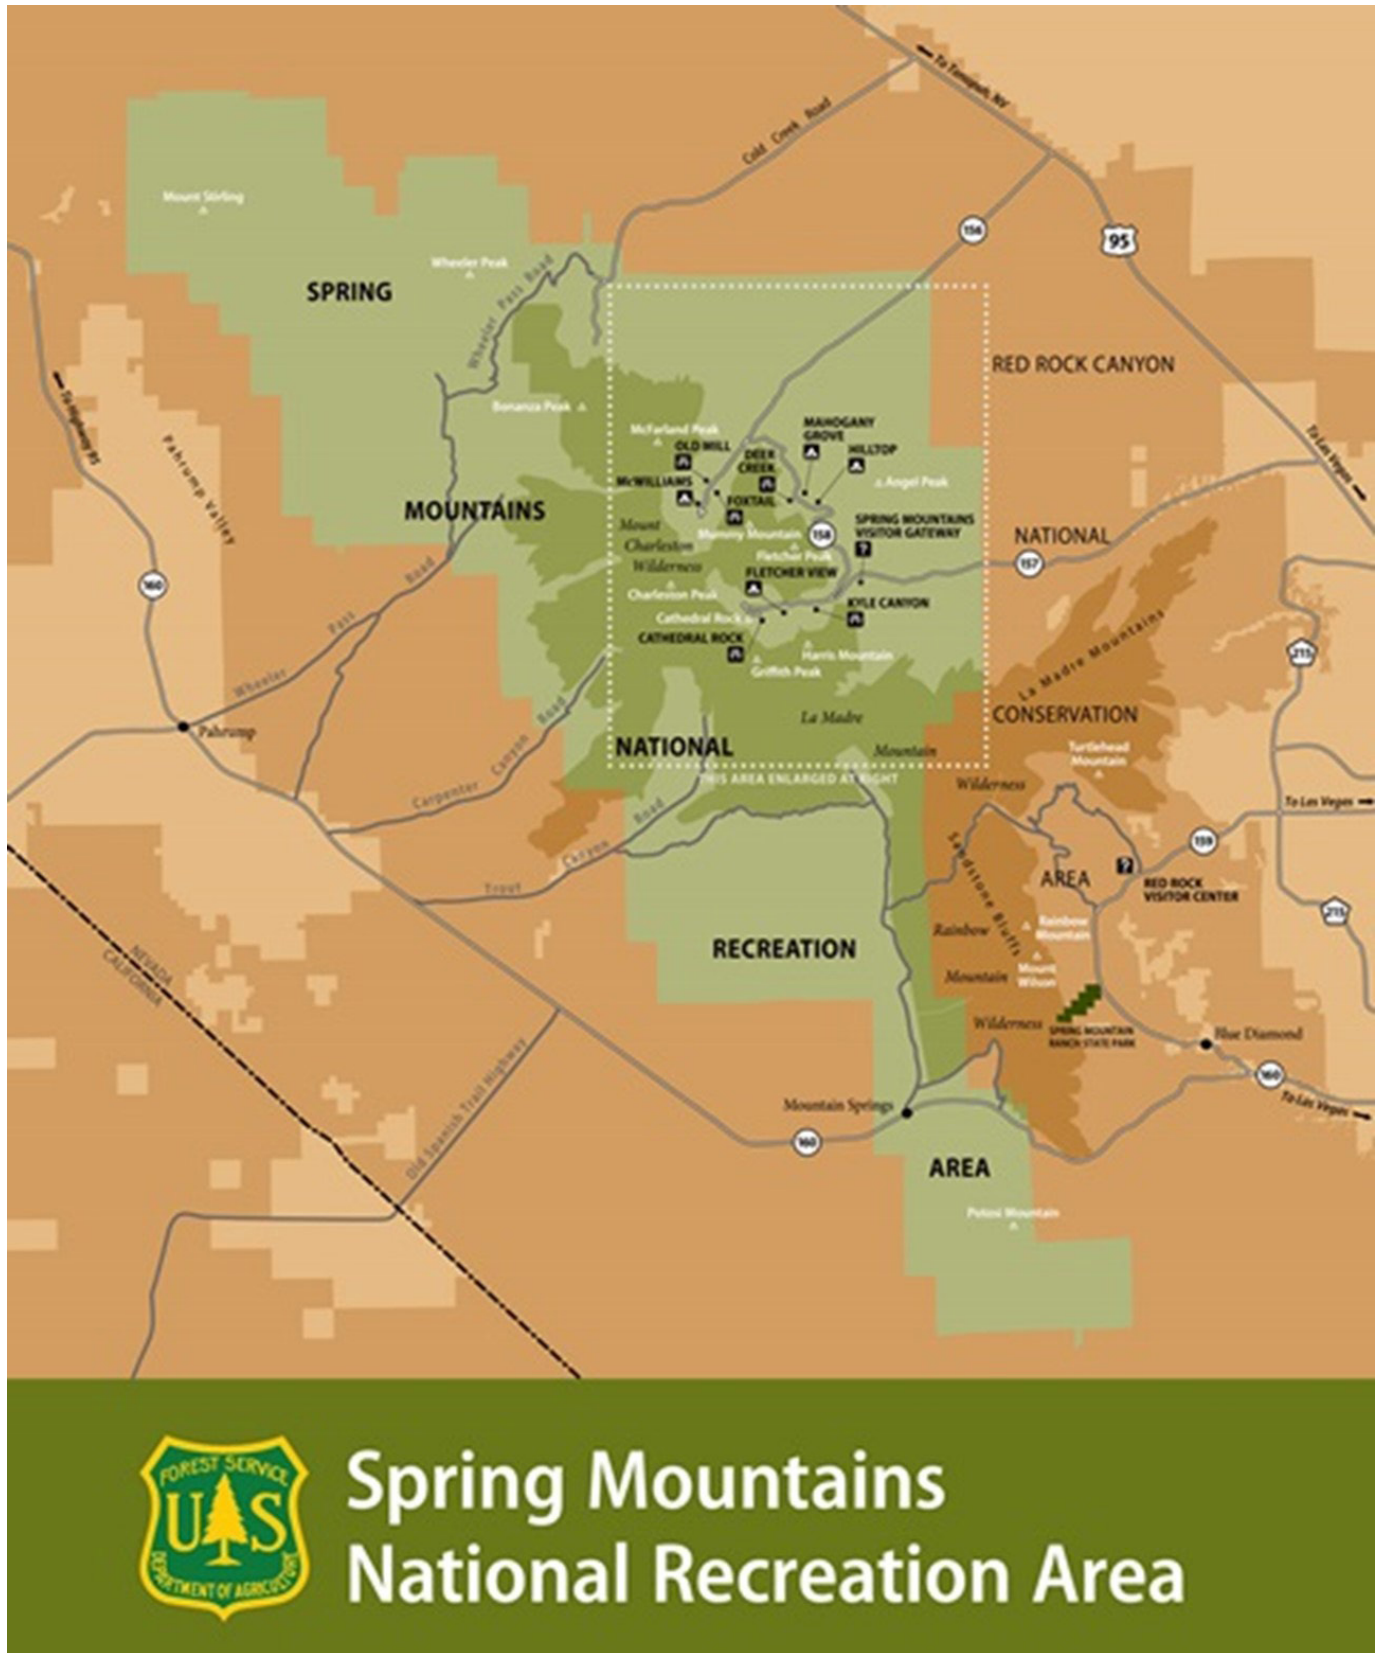 To Tonopah, NV
Cold Creek Road
Mount Stirling
156
95
Wheeler Peak
Wheeler Pass Road
SPRING
RED ROCK CANYON
To Highway 95
Pahrump Valley
Bonanza Peak
McFarland Peak
MAHOGANY
GROVE
OLD MILL
DEER
CREEK
HILLTOP
To Las Vegas
McWILLIAMS
Angel Peak
FOXTAIL
MOUNTAINS
Mount
Charleston
Wilderness
Mummy Mountain
158
SPRING MOUNTAINS
VISITOR GATEWAY
?
NATIONAL
157
Fletcher Peak
FLETCHER VIEW
160
Wheeler Pass Road
Charleston Peak
KYLE CANYON
Cathedral Rock
CATHEDRAL ROCK
Harris Mountain
Griffith Peak
La Madre Mountains
215
Pahrump
Carpenter Canyon Road
La Madre
Mountain
Wilderness
CONSERVATION
NATIONAL
Turtlehead
Mountain
THIS AREA ENLARGED AT RIGHT
To Las Vegas
159
Trout Canyon Road
Sandstone Bluffs
AREA
?
RED ROCK
VISITOR CENTER
215
RECREATION
Rainbow
Mountain
Wilderness
Rainbow
Mountain
Mount
Wilson
NEVADA
CALIFORNIA
SPRING MOUNTAIN
RANCH STATE PARK
Blue Diamond
160
To Las Vegas
Old Spanish Trail Highway
Mountain Springs
160
AREA
Potosi Mountain
FOREST SERVICE
U S
DEPARTMENT OF AGRICULTURE
Spring Mountains
National Recreation Area